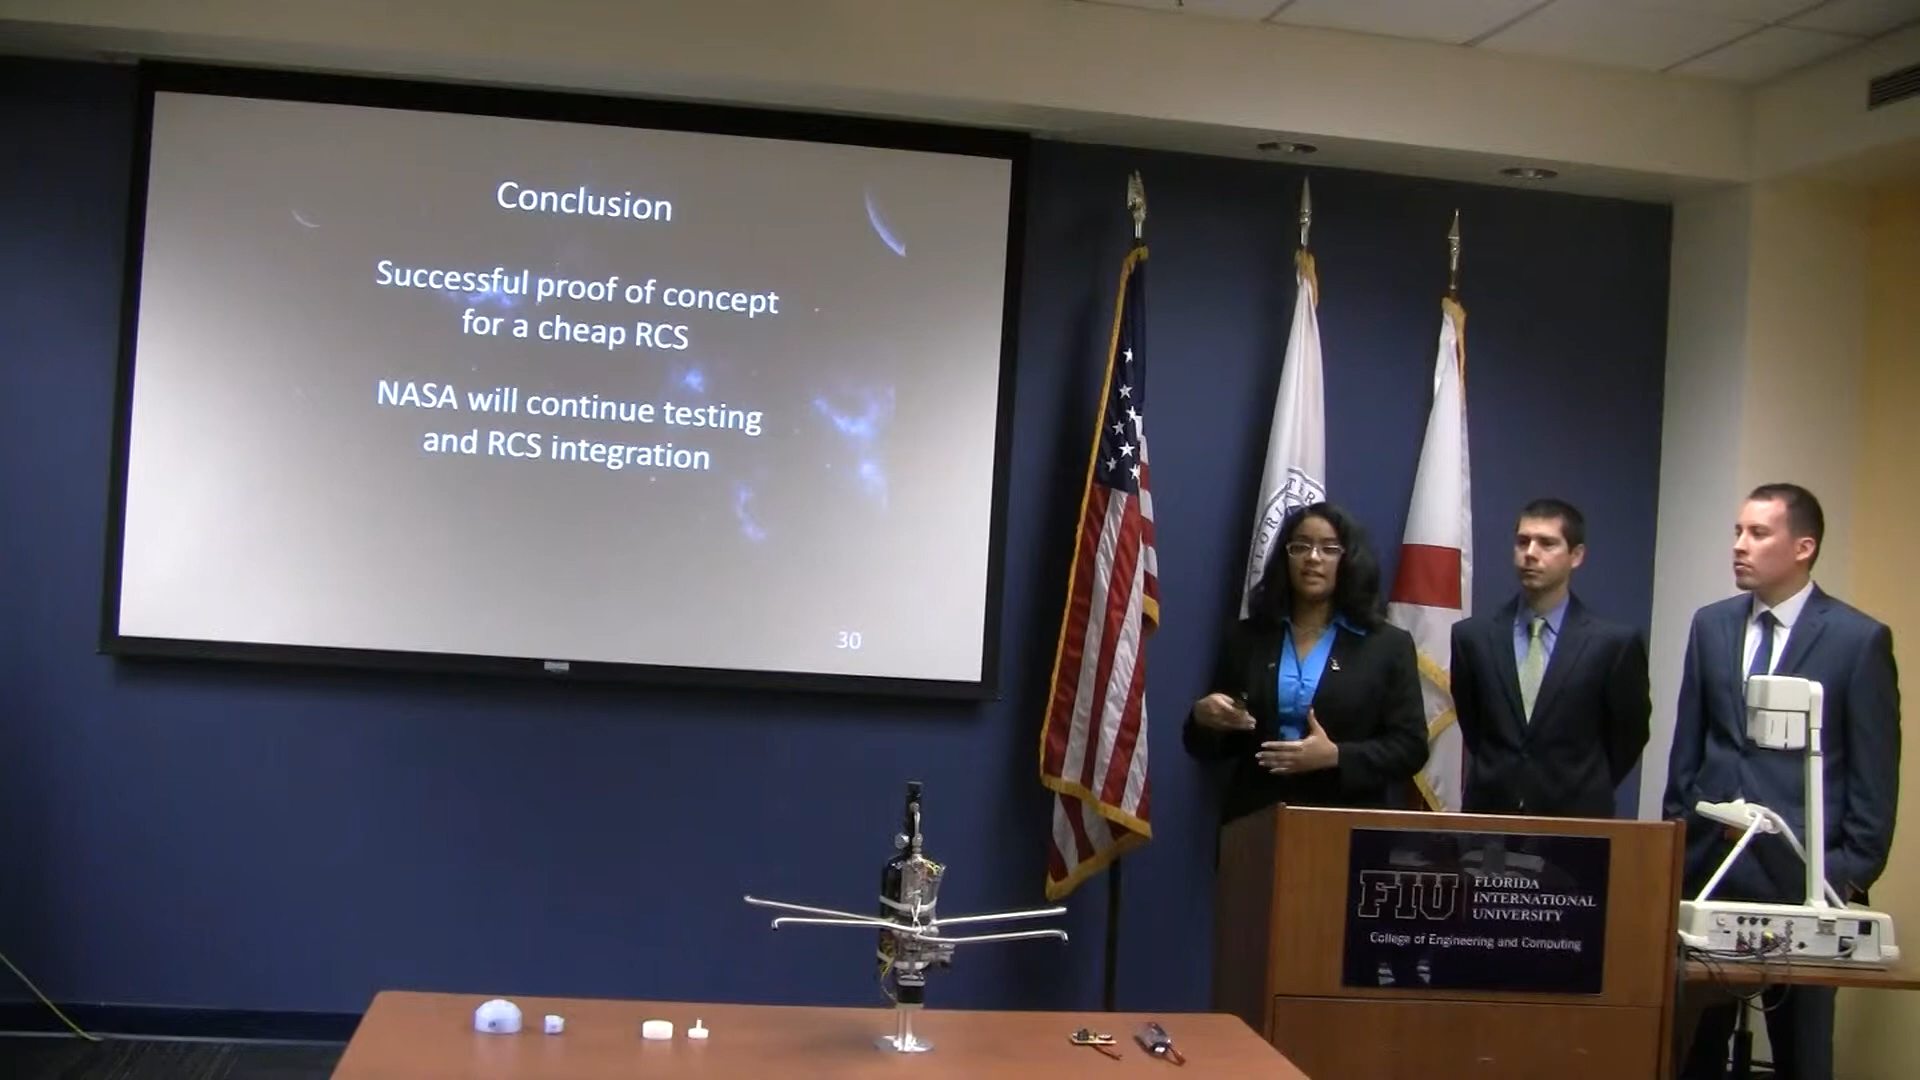 Conclusion
Successful proof of concept
for a cheap RCS
NASA will continue testing
and RCS integration
30
FIU
FLORIDA
INTERNATIONAL
UNIVERSITY
College of Engineering and Computing